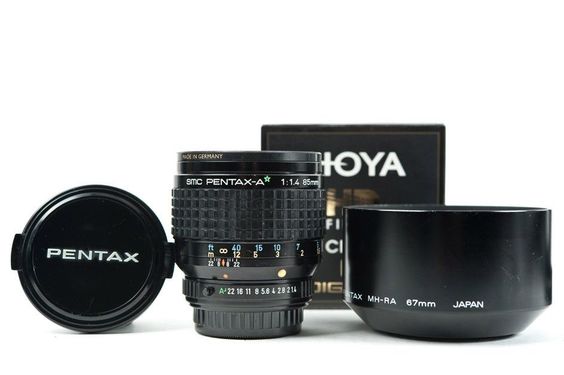 HOYA
MADE IN GERMANY
SMC PENTAX-A 1:1.4 85mm
PENTAX
ft 40 15 10 7
m 12 5 3 2
22 8 8 22
A 22 16 11 8 5.6 4 2.8 2 1.4
MH-RA 67mm JAPAN